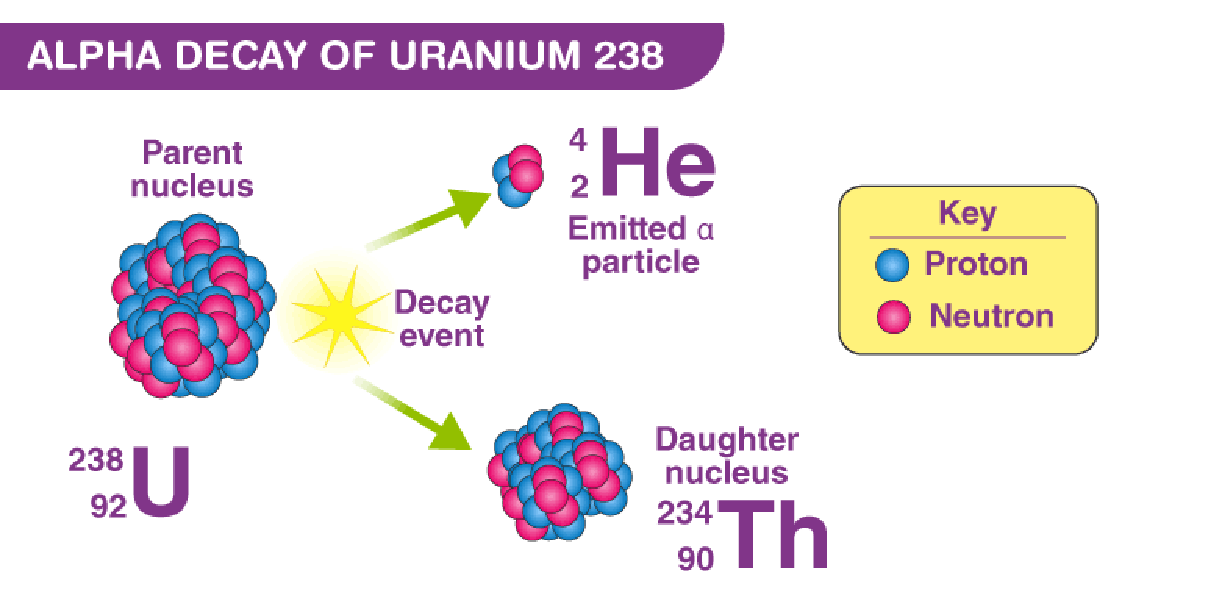 ALPHA DECAY OF URANIUM 238
Parent
nucleus
238
92
U
Decay
event
4
2
He
Emitted α
particle
Daughter
nucleus
234
90
Th
Key
Proton
Neutron